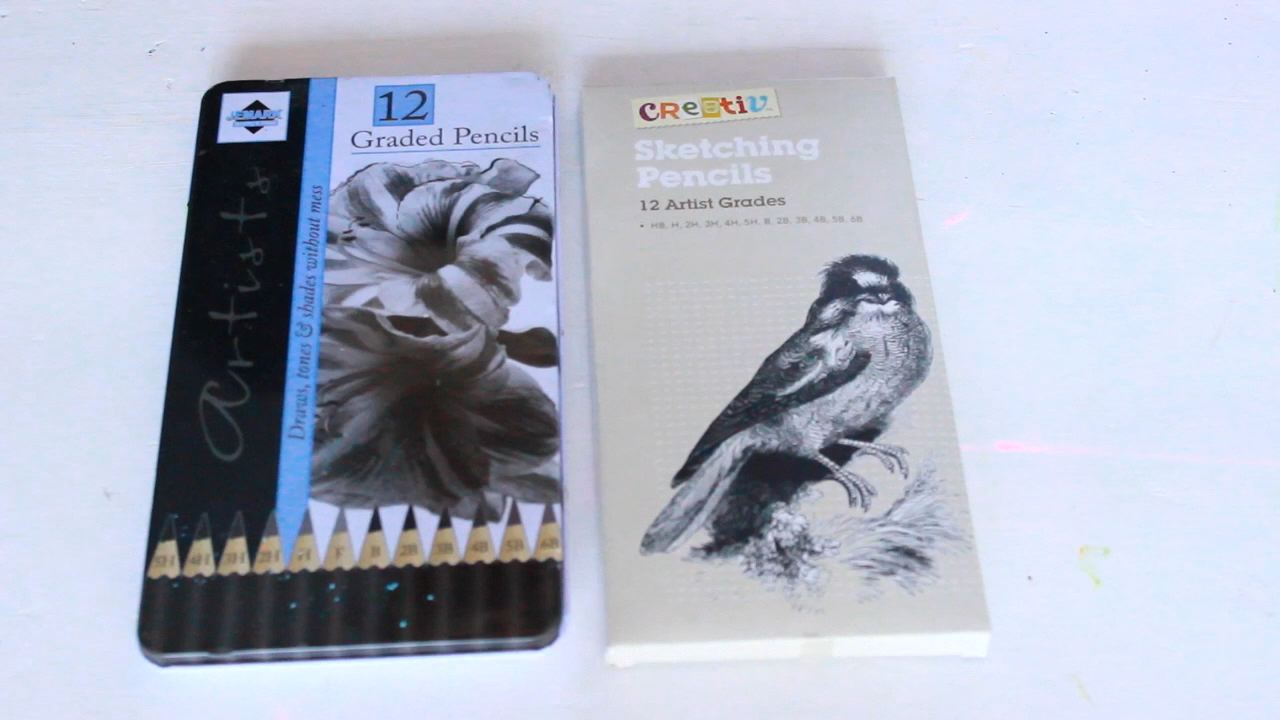 JEMARK
12
Graded Pencils
artists
Draws, tones & shades without mess
5H 4H 3H 2H H F B 2B 3B 4B 5B 6B
creativ
Sketching
Pencils
12 Artist Grades
• HB, H, 2H, 3H, 4H, 5H, B, 2B, 3B, 4B, 5B, 6B